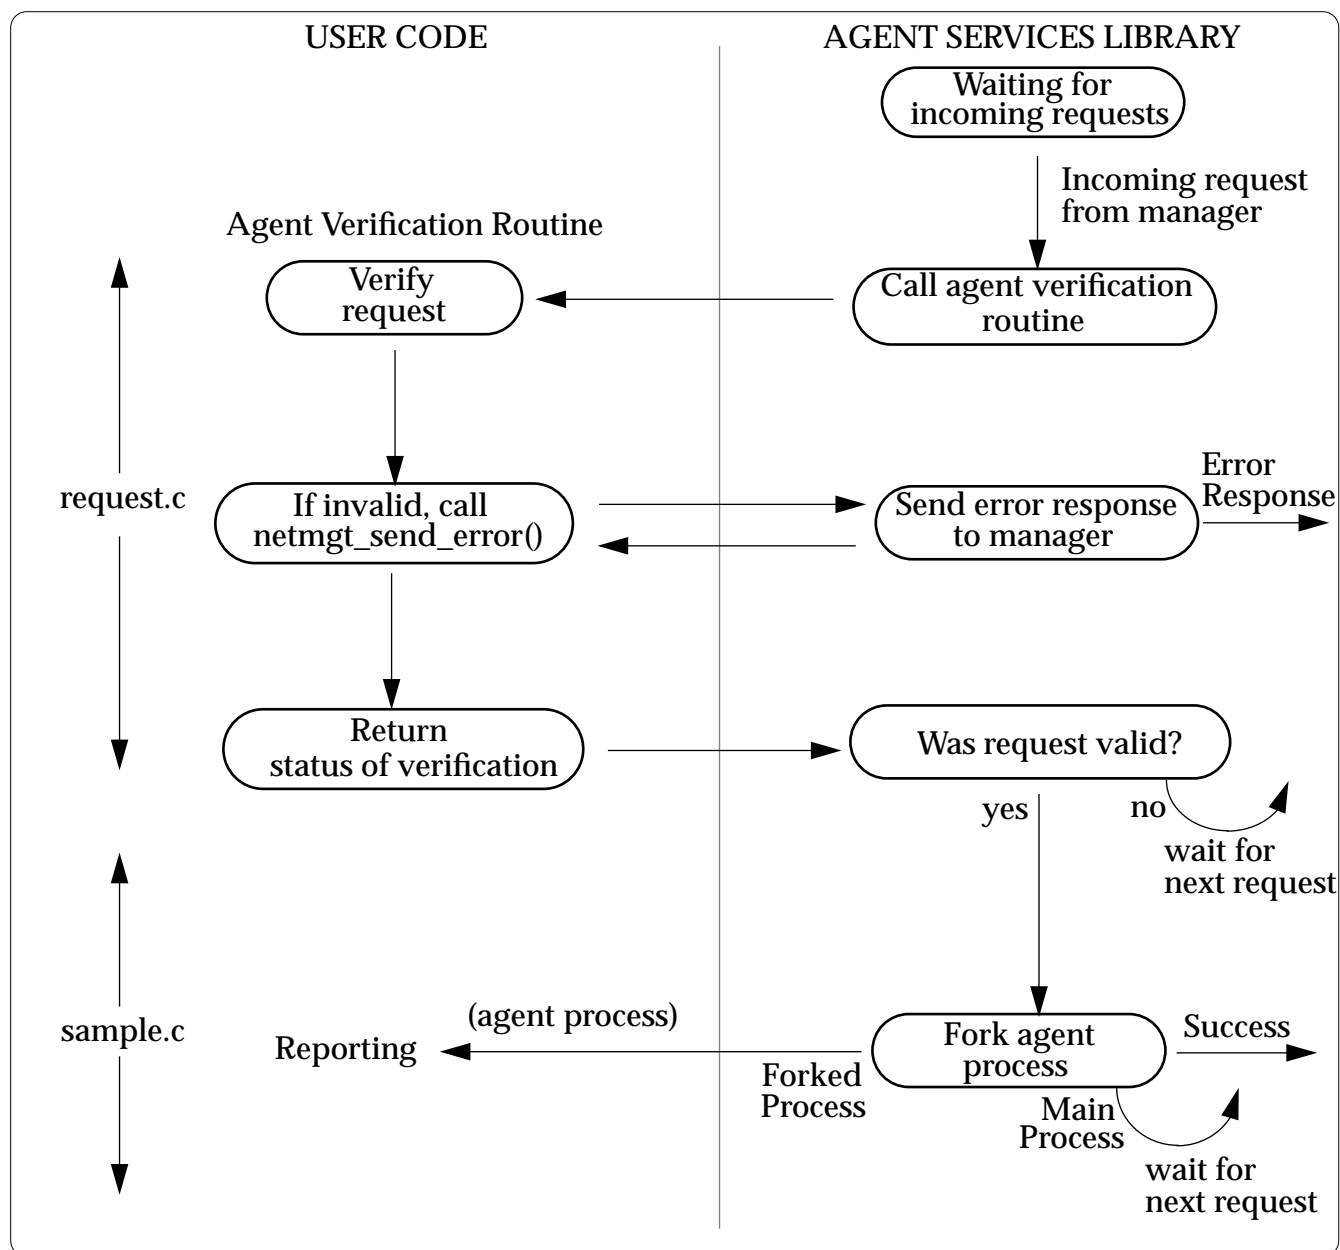 USER CODE
AGENT SERVICES LIBRARY
Waiting for
incoming requests
Incoming request
from manager
Agent Verification Routine
Verify
request
Call agent verification
routine
request.c
If invalid, call
netmgt_send_error()
Send error response
to manager
Error
Response
Return
status of verification
Was request valid?
yes
no
wait for
next request
sample.c
Reporting
(agent process)
Forked
Process
Fork agent
process
Success
Main
Process
wait for
next request